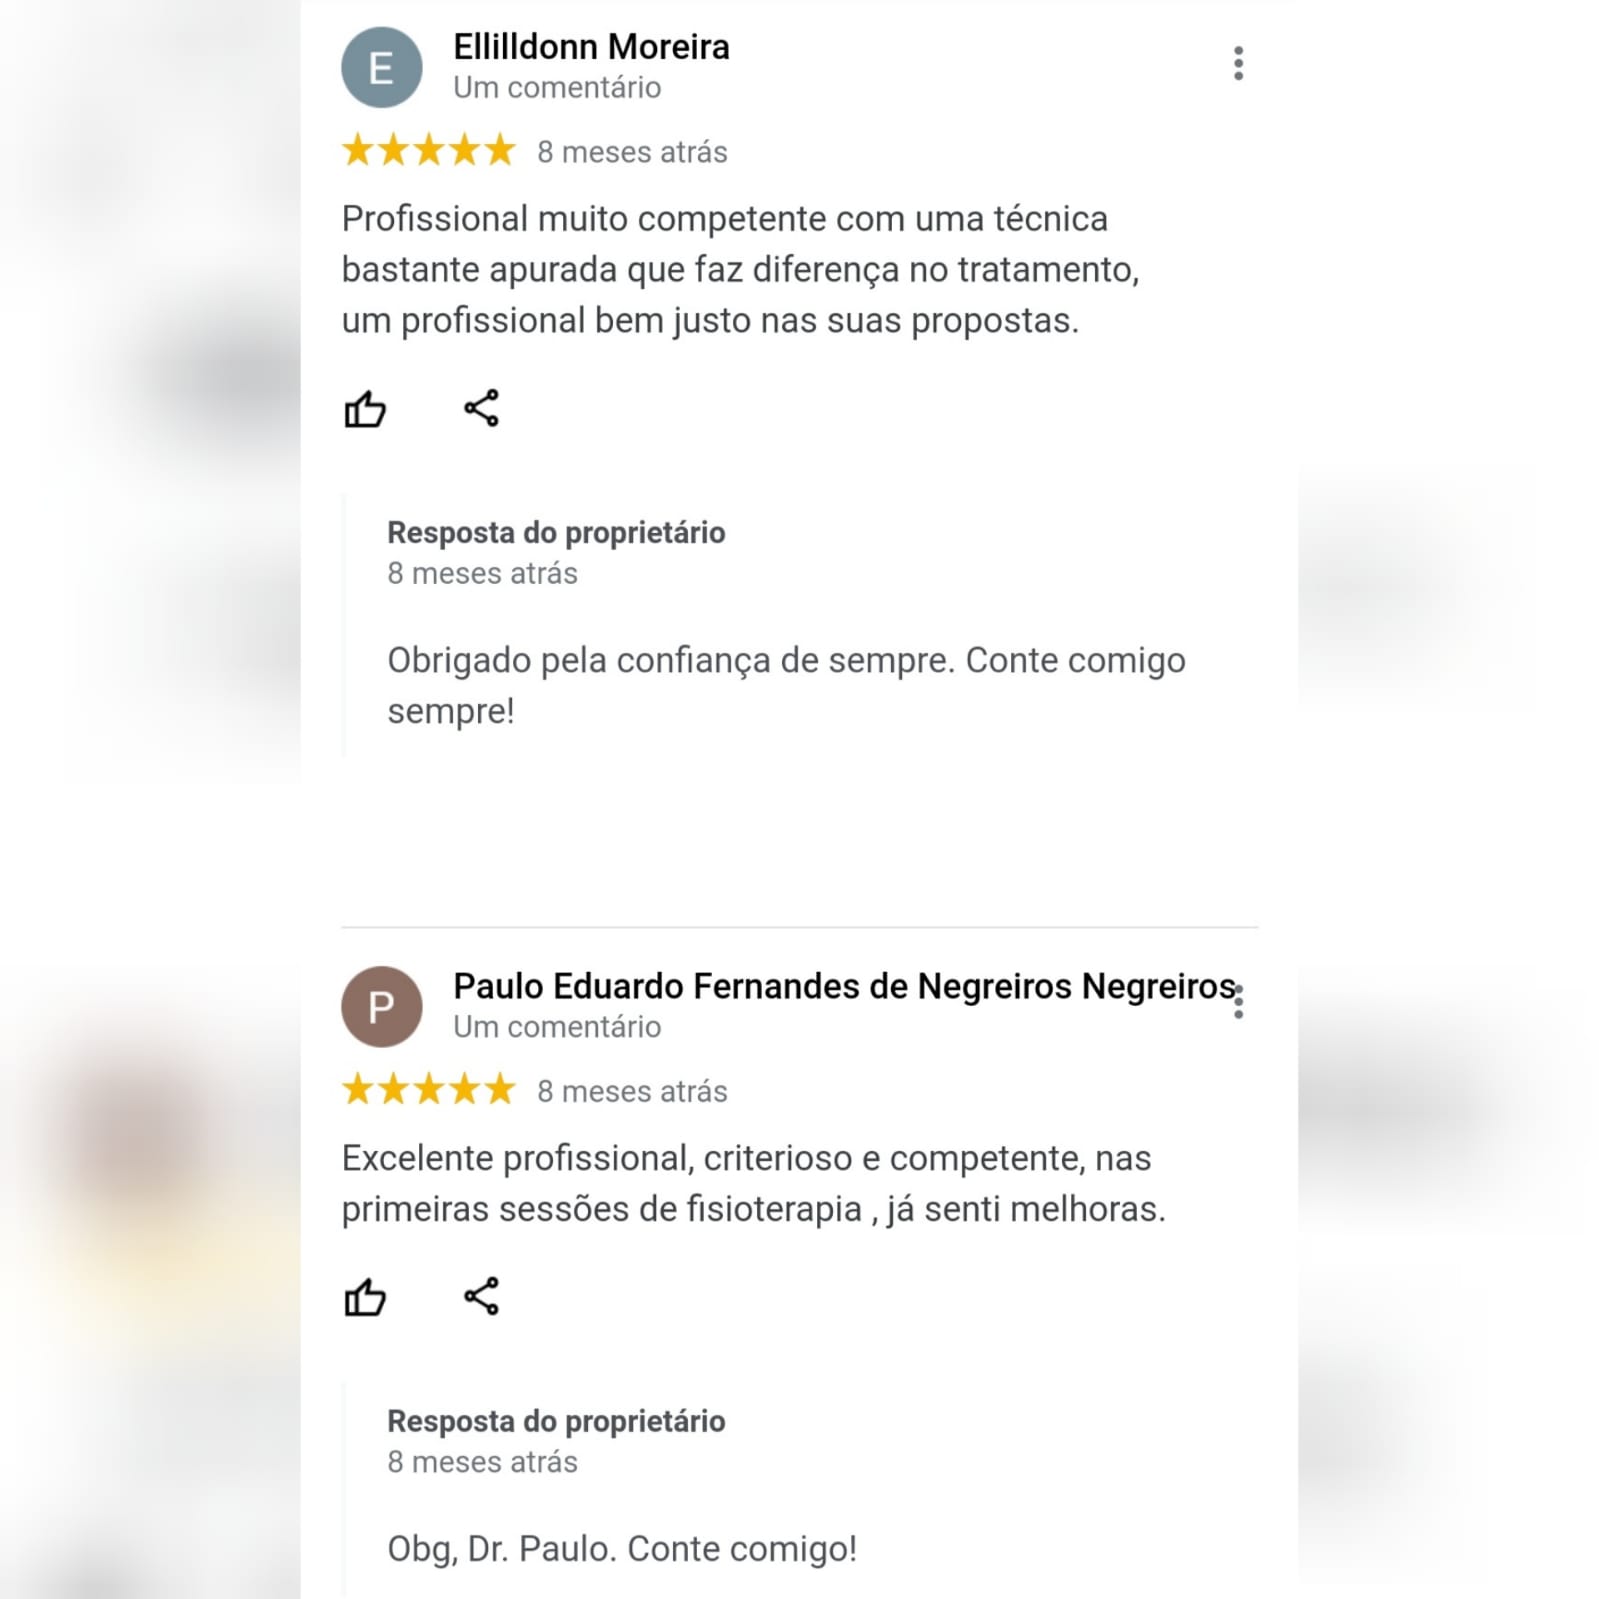 E
Ellilldonn Moreira
Um comentário
8 meses atrás
Profissional muito competente com uma técnica
bastante apurada que faz diferença no tratamento,
um profissional bem justo nas suas propostas.
Resposta do proprietário
8 meses atrás
Obrigado pela confiança de sempre. Conte comigo
sempre!
P
Paulo Eduardo Fernandes de Negreiros Negreiros
Um comentário
8 meses atrás
Excelente profissional, criterioso e competente, nas
primeiras sessões de fisioterapia , já senti melhoras.
Resposta do proprietário
8 meses atrás
Obg, Dr. Paulo. Conte comigo!